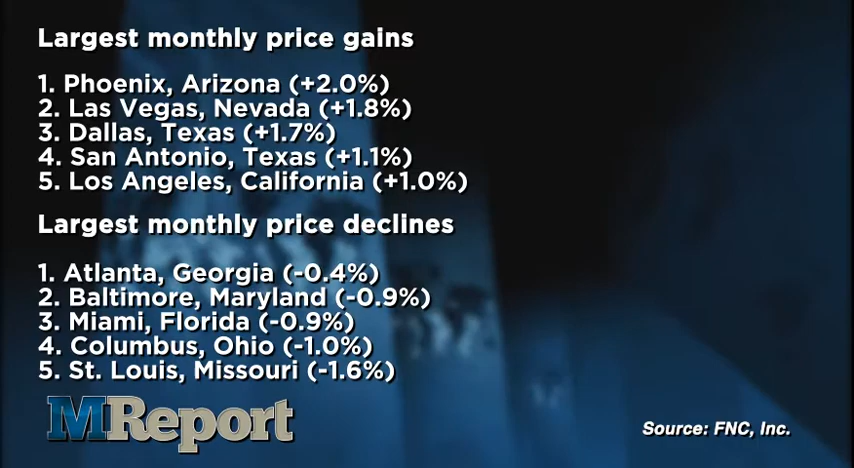 Largest monthly price gains
1. Phoenix, Arizona (+2.0%)
2. Las Vegas, Nevada (+1.8%)
3. Dallas, Texas (+1.7%)
4. San Antonio, Texas (+1.1%)
5. Los Angeles, California (+1.0%)
Largest monthly price declines
1. Atlanta, Georgia (-0.4%)
2. Baltimore, Maryland (-0.9%)
3. Miami, Florida (-0.9%)
4. Columbus, Ohio (-1.0%)
5. St. Louis, Missouri (-1.6%)
MReport
Source: FNC, Inc.